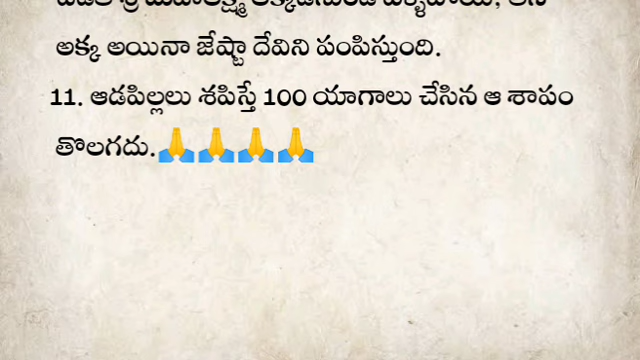 అక్క అయినా జేష్టా దేవిని పంపిస్తుంది.
11. ఆడపిల్లలు శపిస్తే 100 యాగాలు చేసిన ఆ శాపం
తొలగదు.🙏🙏🙏🙏